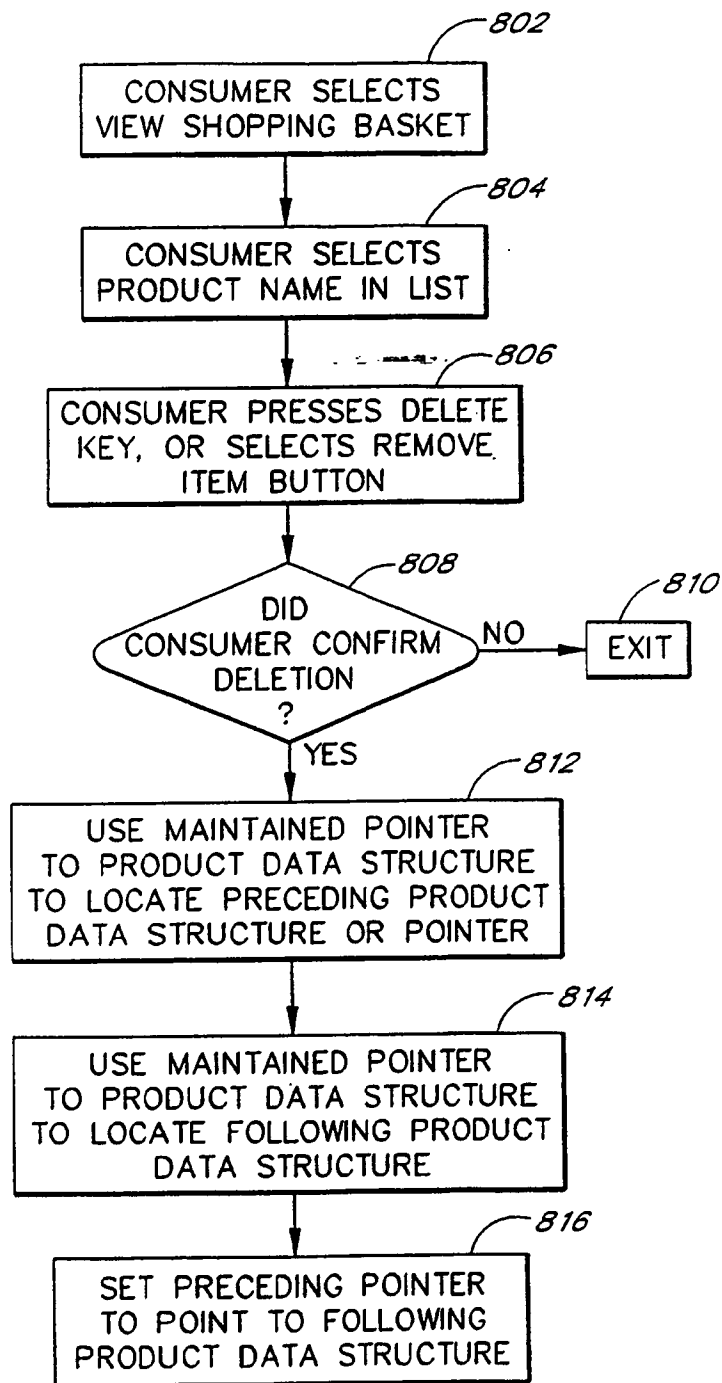 802
CONSUMER SELECTS
VIEW SHOPPING BASKET
804
CONSUMER SELECTS
PRODUCT NAME IN LIST
806
CONSUMER PRESSES DELETE
KEY, OR SELECTS REMOVE
ITEM BUTTON
808
DID
CONSUMER CONFIRM
DELETION
?
NO
810
EXIT
YES
812
USE MAINTAINED POINTER
TO PRODUCT DATA STRUCTURE
TO LOCATE PRECEDING PRODUCT
DATA STRUCTURE OR POINTER
814
USE MAINTAINED POINTER
TO PRODUCT DATA STRUCTURE
TO LOCATE FOLLOWING PRODUCT
DATA STRUCTURE
816
SET PRECEDING POINTER
TO POINT TO FOLLOWING
PRODUCT DATA STRUCTURE